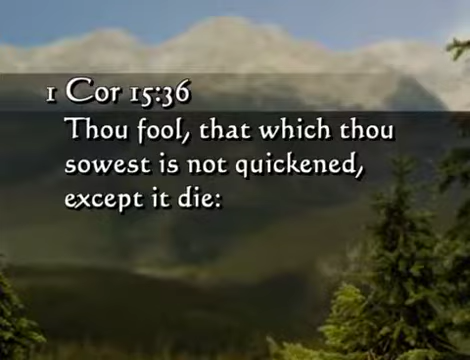 1 Cor 15:36
Thou fool, that which thou
sowest is not quickened,
except it die: